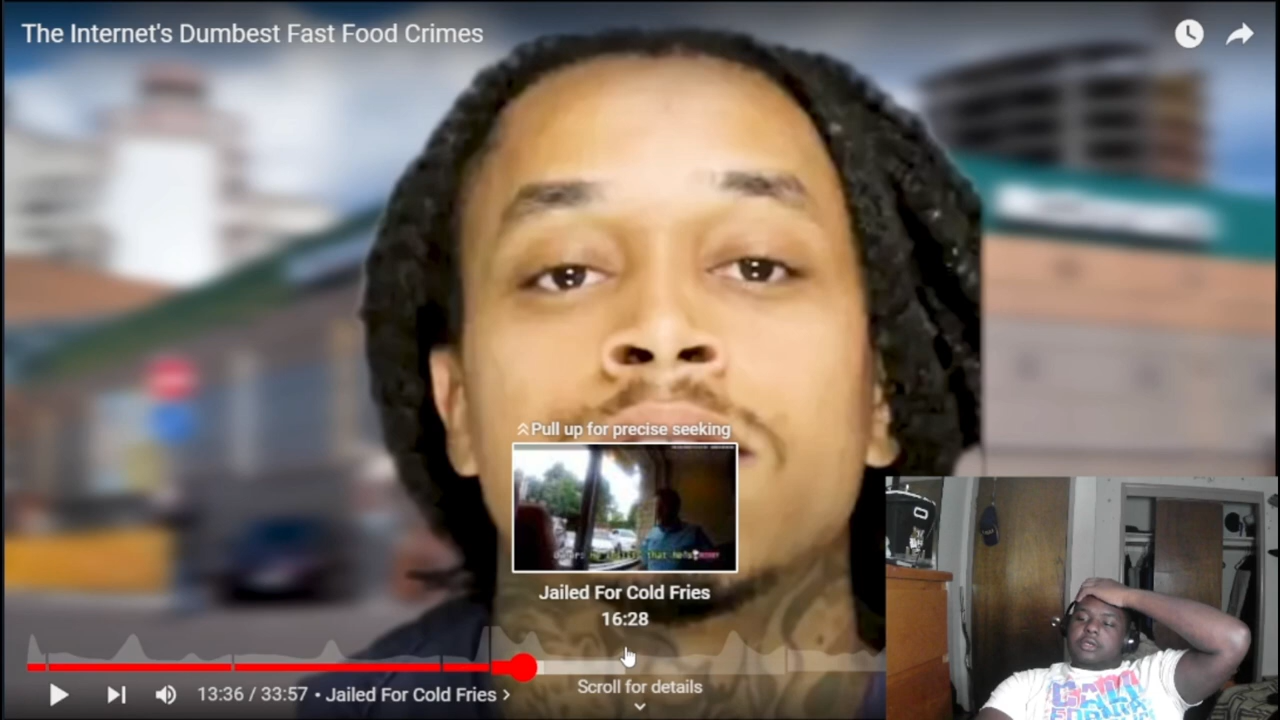 The Internet's Dumbest Fast Food Crimes
Pull up for precise seeking
Jailed For Cold Fries
16:28
13:36 / 33:57 • Jailed For Cold Fries
Scroll for details